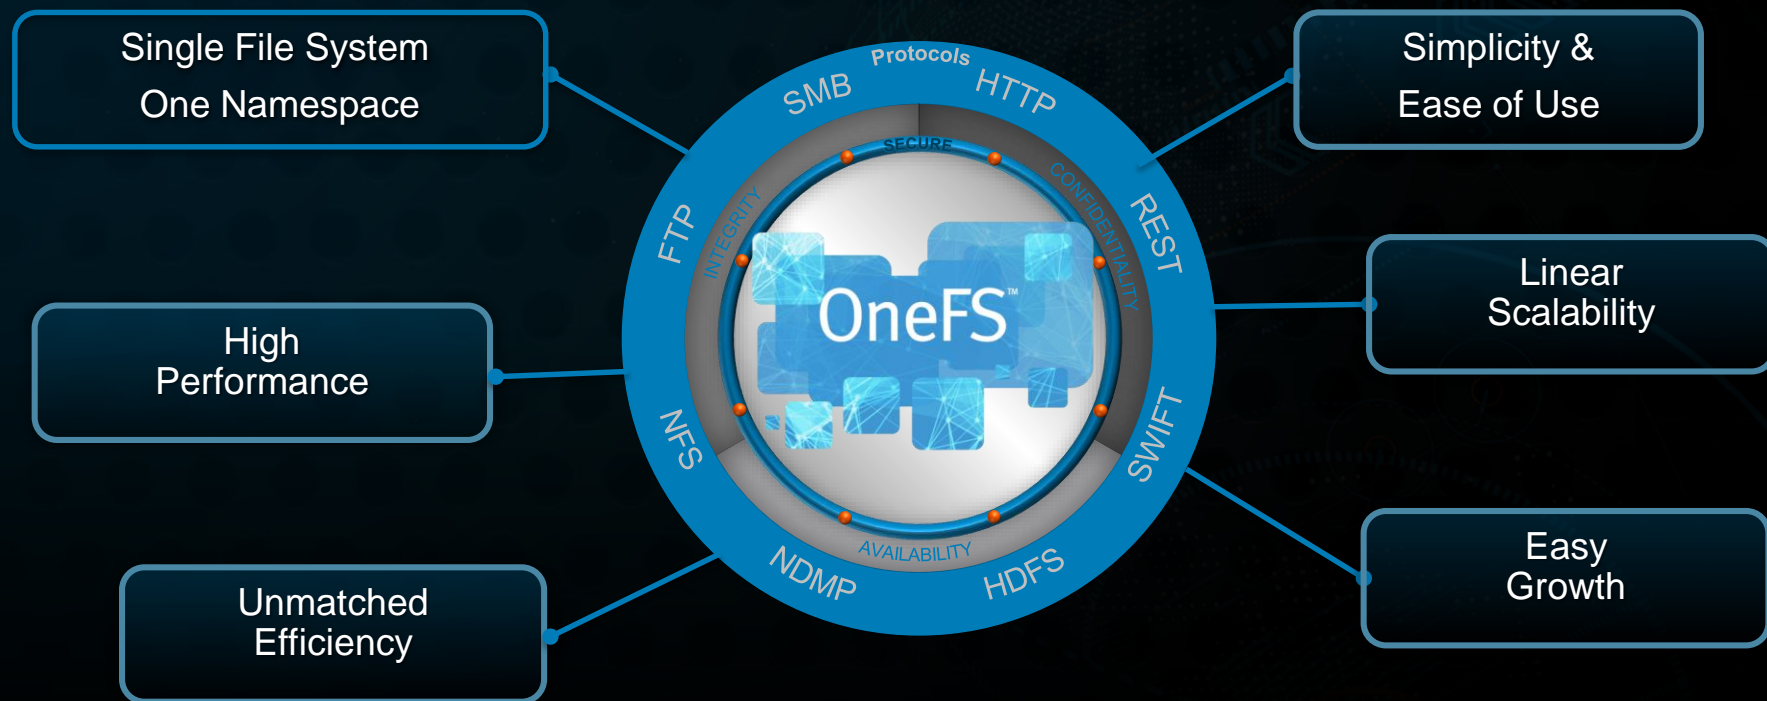 Single File System
One Namespace
High
Performance
Unmatched
Efficiency
Protocols
SMB
HTTP
FTP
REST
NFS
SWIFT
NDMP
HDFS
SECURE
INTEGRITY
CONFIDENTIALITY
AVAILABILITY
OneFS™
Simplicity &
Ease of Use
Linear
Scalability
Easy
Growth